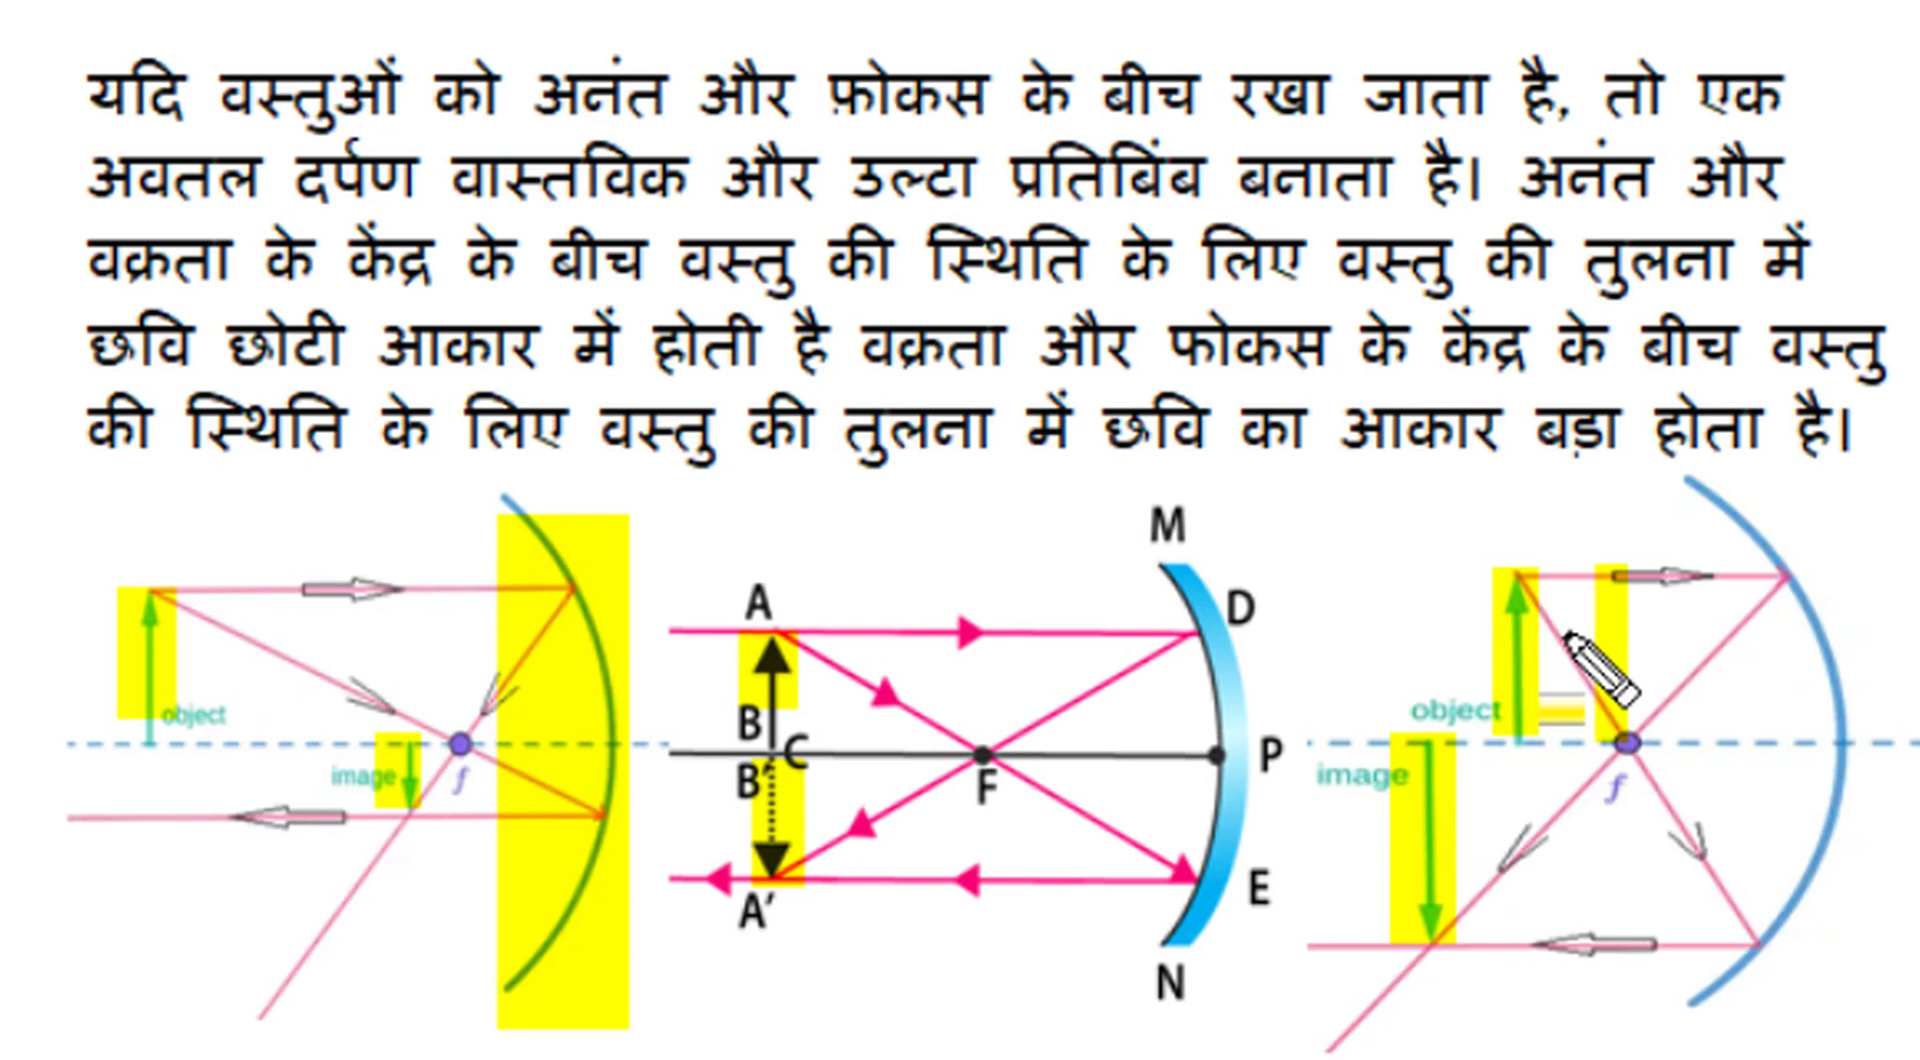 यदि वस्तुओं को अनंत और फ़ोकस के बीच रखा जाता है, तो एक
अवतल दर्पण वास्तविक और उल्टा प्रतिबिंब बनाता है। अनंत और
वक्रता के केंद्र के बीच वस्तु की स्थिति के लिए वस्तु की तुलना में
छवि छोटी आकार में होती है वक्रता और फोकस के केंद्र के बीच वस्तु
की स्थिति के लिए वस्तु की तुलना में छवि का आकार बड़ा होता है।
object
image
f
M
A
D
B
C
B'
F
P
A'
E
N
object
image
f